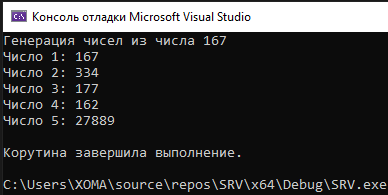 Консоль отладки Microsoft Visual Studio
Генерация чисел из числа 167
Число 1: 167
Число 2: 334
Число 3: 177
Число 4: 162
Число 5: 27889
Корутина завершила выполнение.
C:\Users\XOMA\source\repos\SRV\x64\Debug\SRV.exe